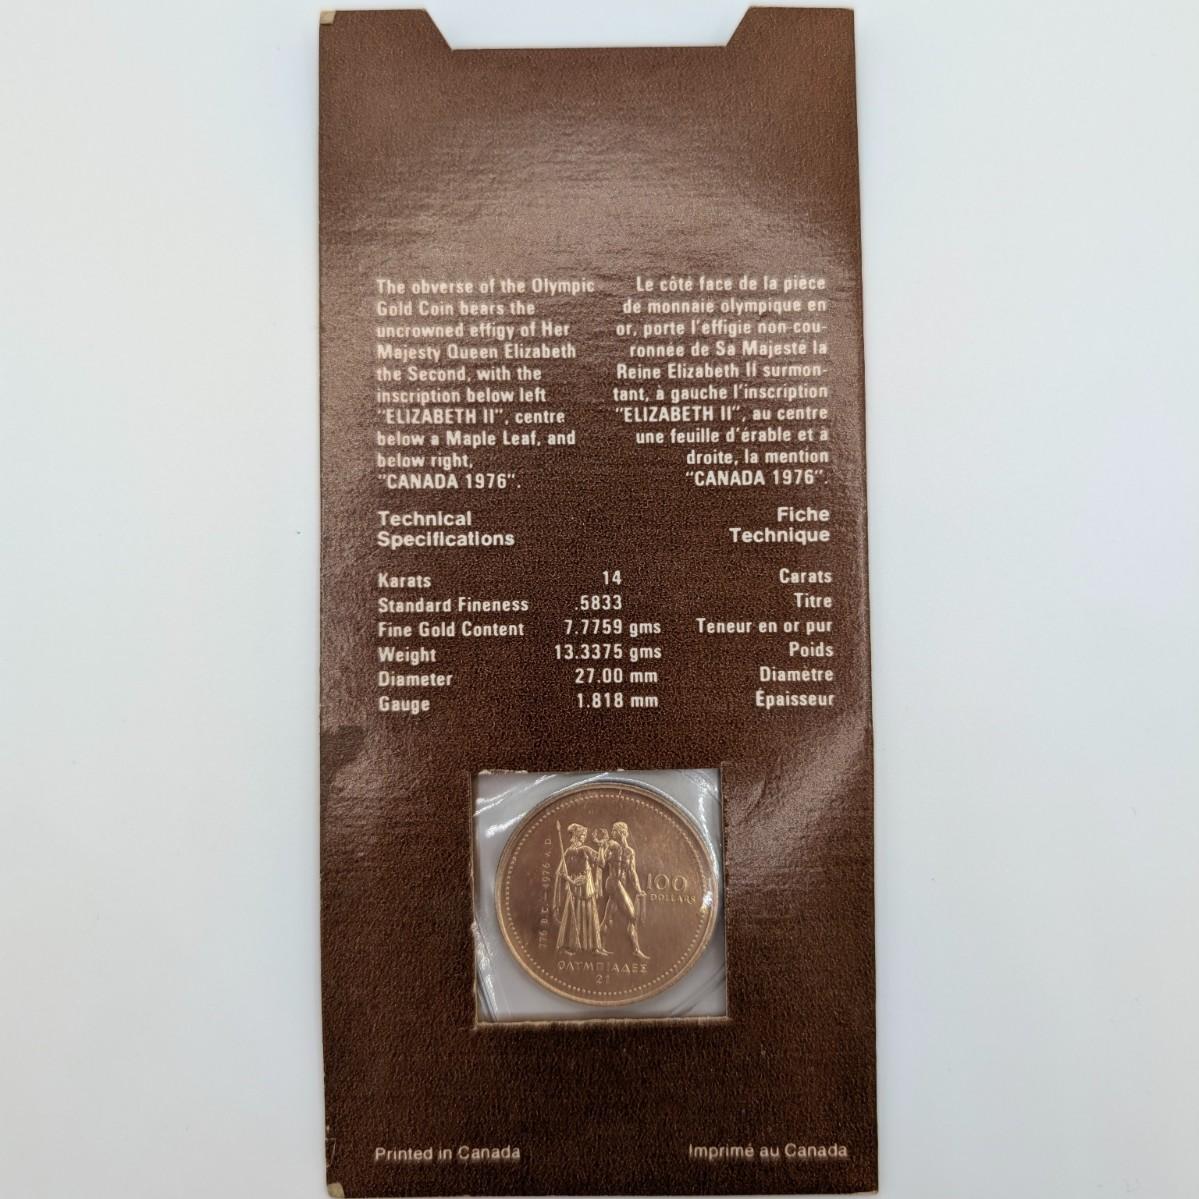 The obverse of the Olympic
Gold Coin bears the
uncrowned effigy of Her
Majesty Queen Elizabeth
the Second, with the
inscription below left
"ELIZABETH II", centre
below a Maple Leaf, and
below right,
"CANADA 1976".
Le côté face de la pièce
de monnaie olympique en
or, porte l'effigie non-cou-
ronnée de Sa Majesté la
Reine Elizabeth II surmon-
tant, à gauche l'inscription
"ELIZABETH II", au centre
une feuille d'érable et à
droite, la mention
"CANADA 1976".
Technical
Specifications
Fiche
Technique
Karats 14 Carats
Standard Fineness .5833 Titre
Fine Gold Content 7.7759 gms Teneur en or pur
Weight 13.3375 gms Poids
Diameter 27.00 mm Diamètre
Gauge 1.818 mm Épaisseur
776 B.C. — 1976 A.D.
100
DOLLARS
ΟΛΥΜΠΙΑΔΕΣ
21
Printed in Canada
Imprimé au Canada